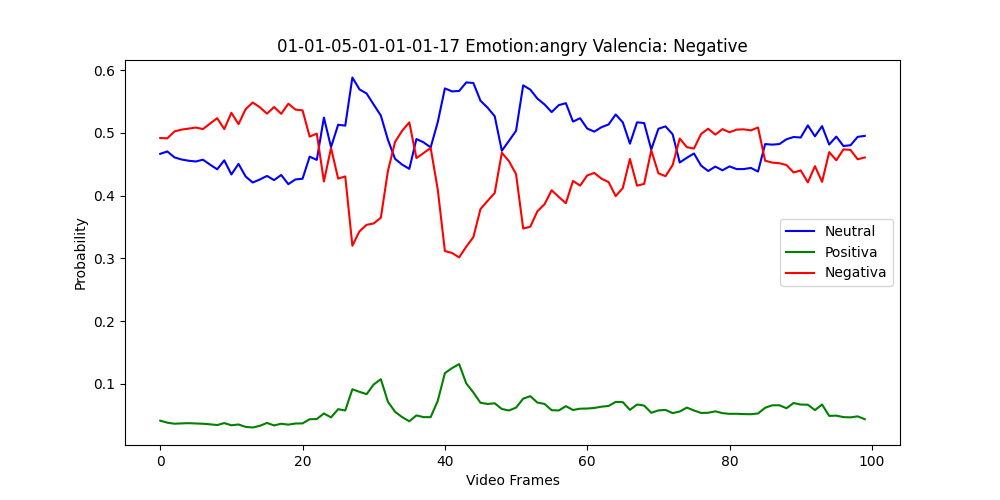 01-01-05-01-01-01-17 Emotion:angry Valencia: Negative
Probability
0.6
0.5
0.4
0.3
0.2
0.1
Neutral
Positiva
Negativa
0
20
40
60
80
100
Video Frames